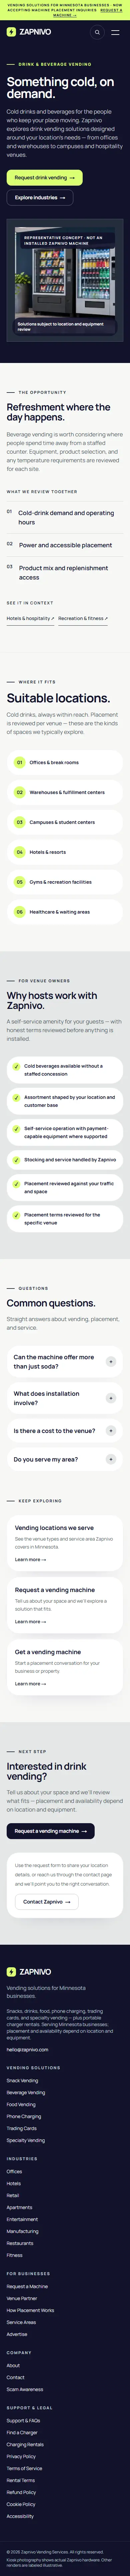 VENDING SOLUTIONS FOR MINNESOTA BUSINESSES · NOW
ACCEPTING MACHINE PLACEMENT INQUIRIES · REQUEST A
MACHINE →
ZAPNIVO
DRINK & BEVERAGE VENDING
Something cold, on
demand.
Cold drinks and beverages for the people
who keep your place moving. Zapnivo
explores drink vending solutions designed
around your location's needs — from offices
and workspaces to campuses, hospitality
venues.
Request drink vending →
Explore Industries →
REPRESENTATIVE CONCEPT · NOT AN
INSTALLED ZAPNIVO MACHINE
Solutions subject to location and equipment
review
THE OPPORTUNITY
Refreshment where the
day happens.
Beverage vending is worth considering where
people spend time away from a staffed
counter. Equipment, product selection, and
any temperature needs are reviewed for
each site.
WHAT WE REVIEW TOGETHER
01 Cold-drink demand and operating
hours
02 Power and accessible placement
03 Product mix and replenishment
access
SEE IT IN CONTEXT
Hotels & hospitality ↗ Recreation & fitness ↗
WHERE IT FITS
Suitable locations.
Cold drinks, always within reach. Placement
is reviewed per venue — these are the kinds
of spaces we typically explore.
01 Offices & break rooms
02 Warehouses & fulfillment centers
03 Campuses & student centers
04 Hotels & resorts
05 Gyms & recreation facilities
06 Healthcare & waiting areas
FOR VENUE OWNERS
Why hosts work with
Zapnivo.
A self-service amenity for your guests — with
placement terms reviewed before anything is
installed.
✓ Cold beverages available without a
staffed concession
✓ Assortment shaped by your location and
customer base
✓ Self-service operation with payment-
capable equipment where supported
✓ Stocking and service handled by Zapnivo
✓ Placement reviewed against your traffic
and space
✓ Placement terms reviewed for the
specific venue
QUESTIONS
Common questions.
Straight answers about vending, placement,
and service.
Can the machine offer more
than just soda? +
What does installation
involve? +
Is there a cost to the venue? +
Do you serve my area? +
KEEP EXPLORING
Vending locations we serve
See the venue types and service area Zapnivo
covers in Minnesota.
Learn more →
Request a vending machine
Tell us about your space and we'll explore a
solution that fits.
Learn more →
Get a vending machine
Start a placement conversation for your
business or property.
Learn more →
NEXT STEP
Interested in drink
vending?
Tell us about your space and we'll review
what fits — placement and availability depend
on location and equipment.
Request a vending machine →
Use the request form to share your location
details, or reach us through the contact page
and we'll point you to the right conversation.
Contact Zapnivo →
ZAPNIVO
Vending solutions for Minnesota
businesses.
Snacks, drinks, food, phone charging, trading
cards, and specialty vending — plus portable
charger rentals. Serving Minnesota businesses;
placement and availability depend on location and
equipment.
hello@zapnivo.com
VENDING SOLUTIONS
Snack Vending
Beverage Vending
Food Vending
Phone Charging
Trading Cards
Specialty Vending
INDUSTRIES
Offices
Hotels
Retail
Apartments
Entertainment
Manufacturing
Restaurants
Fitness
FOR BUSINESSES
Request a Machine
Venue Partner
How Placement Works
Service Areas
Advertise
COMPANY
About
Contact
Scam Awareness
SUPPORT & LEGAL
Support & FAQs
Find a Charger
Charging Rentals
Privacy Policy
Terms of Service
Rental Terms
Refund Policy
Cookie Policy
Accessibility
© 2026 Zapnivo Vending Services. All rights reserved.
Kiosk photography shows actual Zapnivo hardware. Other
renders are labeled illustrative.